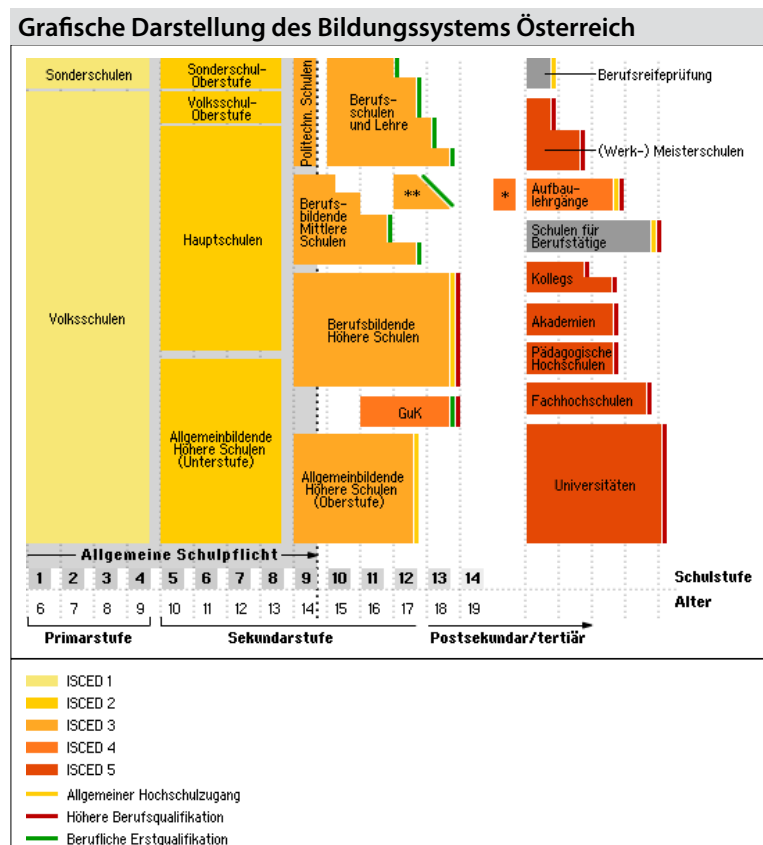 Grafische Darstellung des Bildungssystems Österreich
Sonderschulen
Volksschulen
Sonderschul-
Oberstufe
Volksschul-
Oberstufe
Hauptschulen
Allgemeinbildende
Höhere Schulen
(Unterstufe)
Politechn. Schulen
Berufs-
schulen
und Lehre
Berufs-
bildende
Mittlere
Schulen
**
Berufsbildende
Höhere Schulen
GuK
Allgemeinbildende
Höhere Schulen
(Oberstufe)
Berufsreifeprüfung
(Werk-) Meisterschulen
*
Aufbau-
lehrgänge
Schulen für
Berufstätige
Kollegs
Akademien
Pädagogische
Hochschulen
Fachhochschulen
Universitäten
Allgemeine Schulpflicht
1 2 3 4 5 6 7 8 9 10 11 12 13 14 Schulstufe
6 7 8 9 10 11 12 13 14 15 16 17 18 19 Alter
Primarstufe Sekundarstufe Postsekundar/tertiär
ISCED 1
ISCED 2
ISCED 3
ISCED 4
ISCED 5
Allgemeiner Hochschulzugang
Höhere Berufsqualifikation
Berufliche Erstqualifikation